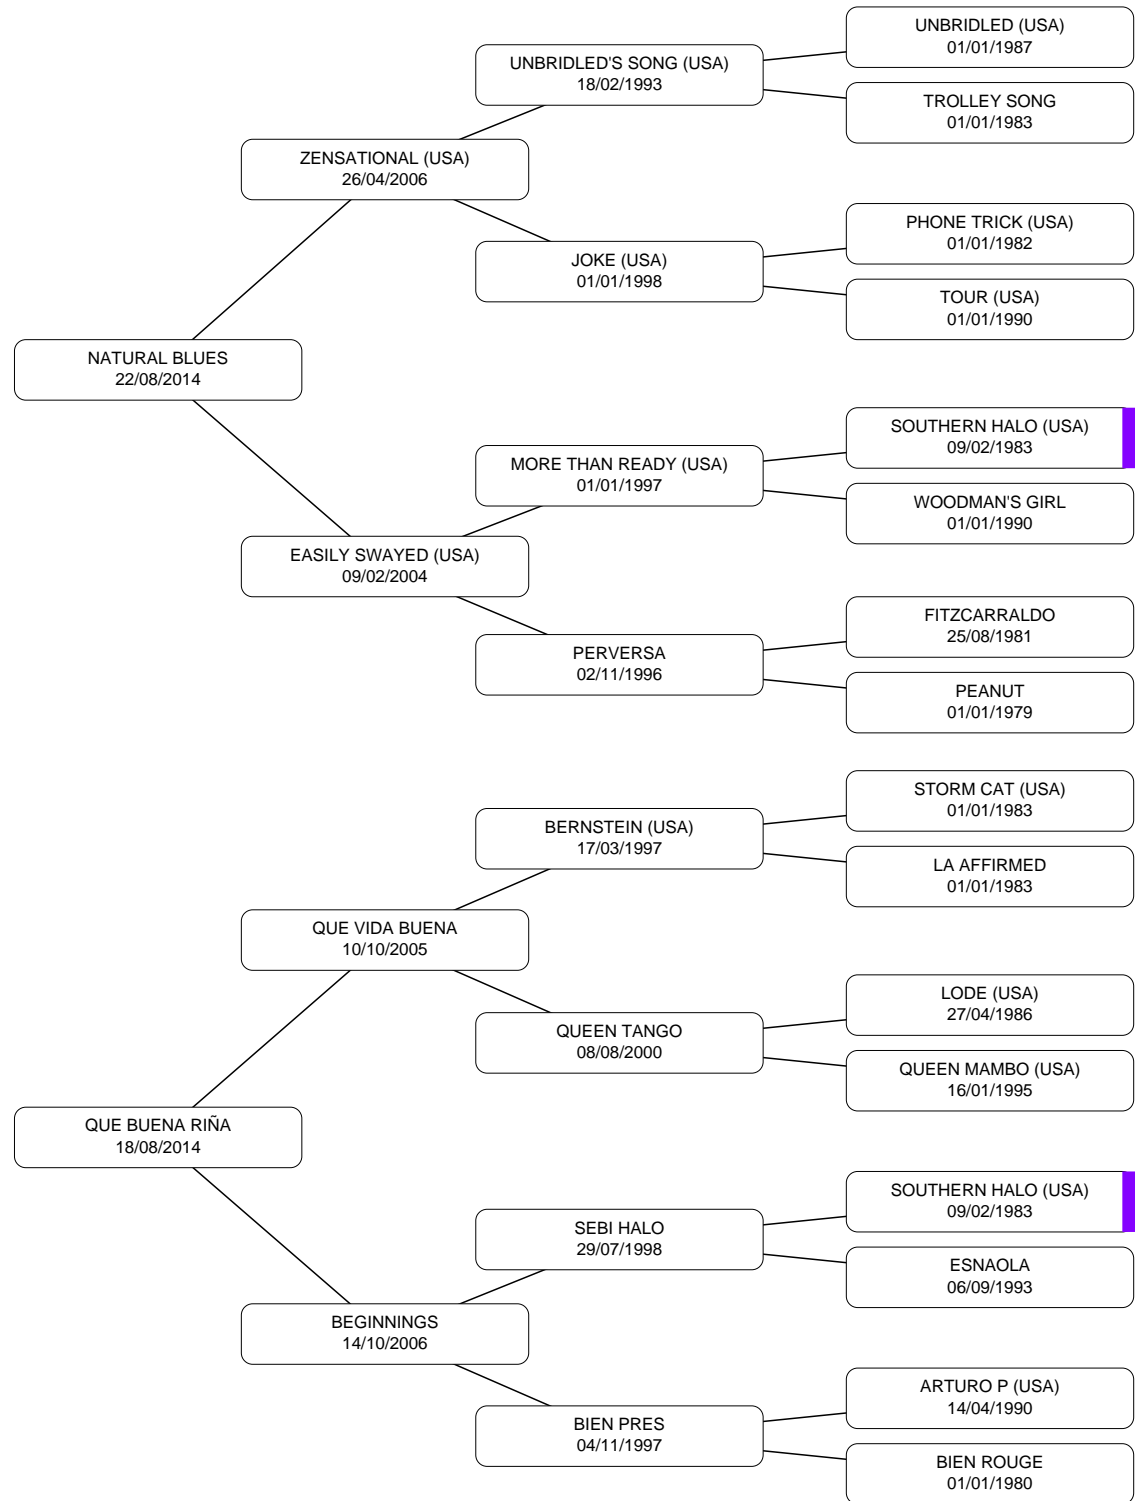 UNBRIDLED (USA)
01/01/1987
UNBRIDLED'S SONG (USA)
18/02/1993
TROLLEY SONG
01/01/1983
ZENSATIONAL (USA)
26/04/2006
PHONE TRICK (USA)
01/01/1982
JOKE (USA)
01/01/1998
TOUR (USA)
01/01/1990
NATURAL BLUES
22/08/2014
SOUTHERN HALO (USA)
09/02/1983
MORE THAN READY (USA)
01/01/1997
WOODMAN'S GIRL
01/01/1990
EASILY SWAYED (USA)
09/02/2004
FITZCARRALDO
25/08/1981
PERVERSA
02/11/1996
PEANUT
01/01/1979
STORM CAT (USA)
01/01/1983
BERNSTEIN (USA)
17/03/1997
LA AFFIRMED
01/01/1983
QUE VIDA BUENA
10/10/2005
LODE (USA)
27/04/1986
QUEEN TANGO
08/08/2000
QUEEN MAMBO (USA)
16/01/1995
QUE BUENA RIÑA
18/08/2014
SOUTHERN HALO (USA)
09/02/1983
SEBI HALO
29/07/1998
ESNAOLA
06/09/1993
BEGINNINGS
14/10/2006
ARTURO P (USA)
14/04/1990
BIEN PRES
04/11/1997
BIEN ROUGE
01/01/1980